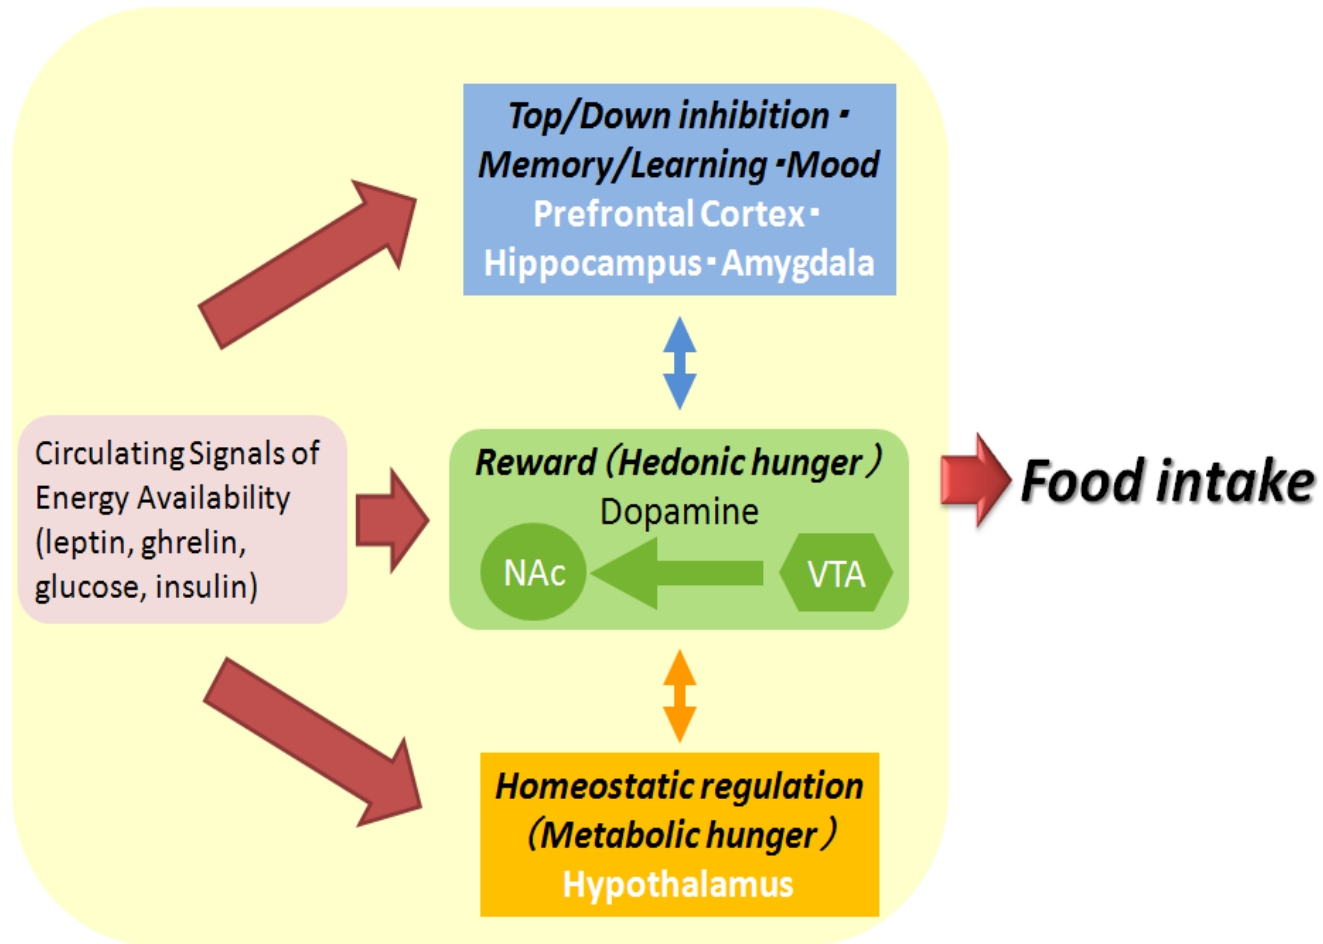 Top/Down inhibition・
Memory/Learning・Mood
Prefrontal Cortex・
Hippocampus・Amygdala
Circulating Signals of
Energy Availability
(leptin, ghrelin,
glucose, insulin)
Reward（Hedonic hunger）
Dopamine
NAc
VTA
Food intake
Homeostatic regulation
（Metabolic hunger）
Hypothalamus